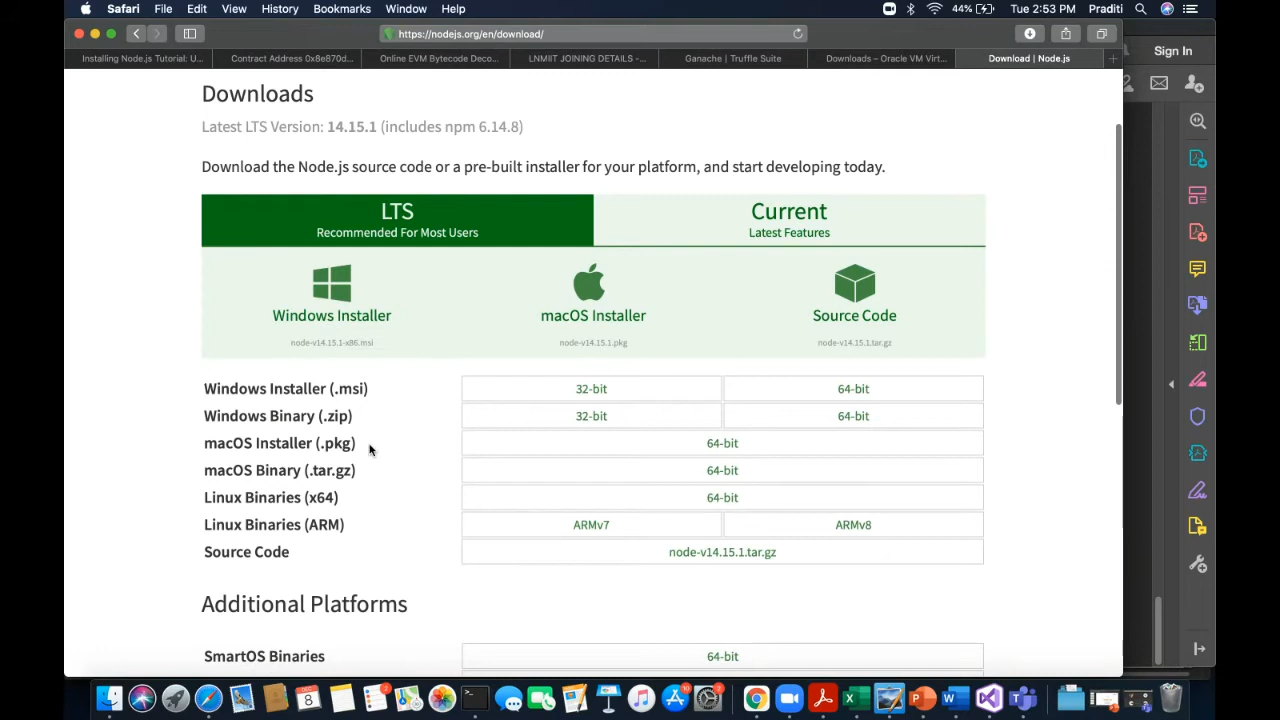 Safari File Edit View History Bookmarks Window Help 44% Tue 2:53 PM Praditi
https://nodejs.org/en/download/
Installing Node.js Tutorial: U... Contract Address 0x8e870d... Online EVM Bytecode Deco... LNMIIT JOINING DETAILS -... Ganache | Truffle Suite Downloads – Oracle VM Virt... Download | Node.js
Sign In
Downloads
Latest LTS Version: 14.15.1 (includes npm 6.14.8)
Download the Node.js source code or a pre-built installer for your platform, and start developing today.
LTS
Recommended For Most Users
Current
Latest Features
Windows Installer
node-v14.15.1-x86.msi
macOS Installer
node-v14.15.1.pkg
Source Code
node-v14.15.1.tar.gz
Windows Installer (.msi) 32-bit 64-bit
Windows Binary (.zip) 32-bit 64-bit
macOS Installer (.pkg) 64-bit
macOS Binary (.tar.gz) 64-bit
Linux Binaries (x64) 64-bit
Linux Binaries (ARM) ARMv7 ARMv8
Source Code node-v14.15.1.tar.gz
Additional Platforms
SmartOS Binaries 64-bit